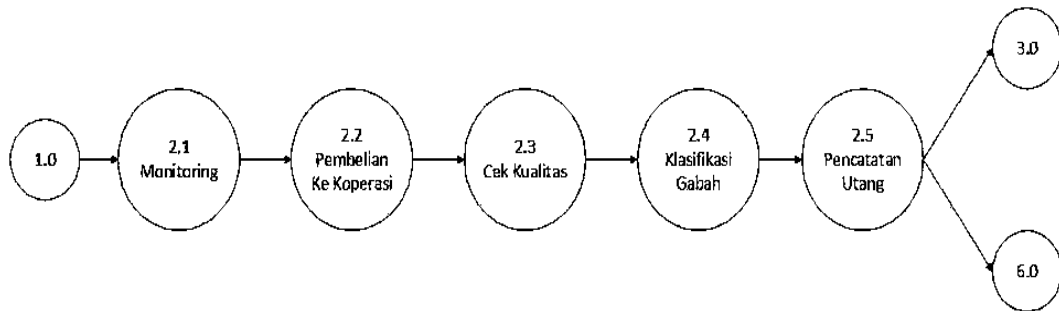 1.0
2.1
Monitoring
2.2
Pembelian
Ke Koperasi
2.3
Cek Kualitas
2.4
Klasifikasi
Gabah
2.5
Pencatatan
Utang
3.0
6.0